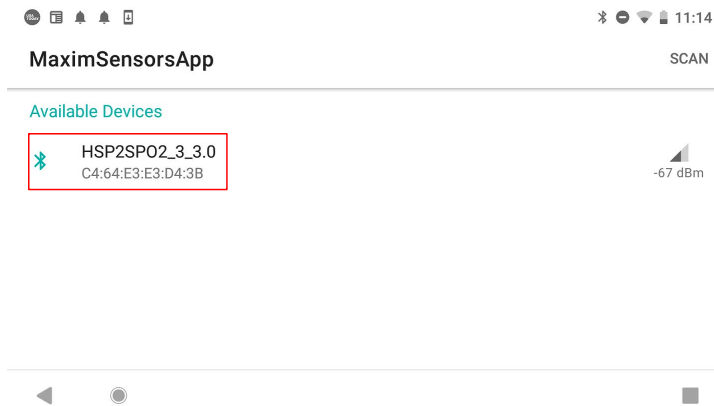 11:14
MaximSensorsApp
SCAN
Available Devices
HSP2SPO2_3_3.0
C4:64:E3:E3:D4:3B
-67 dBm